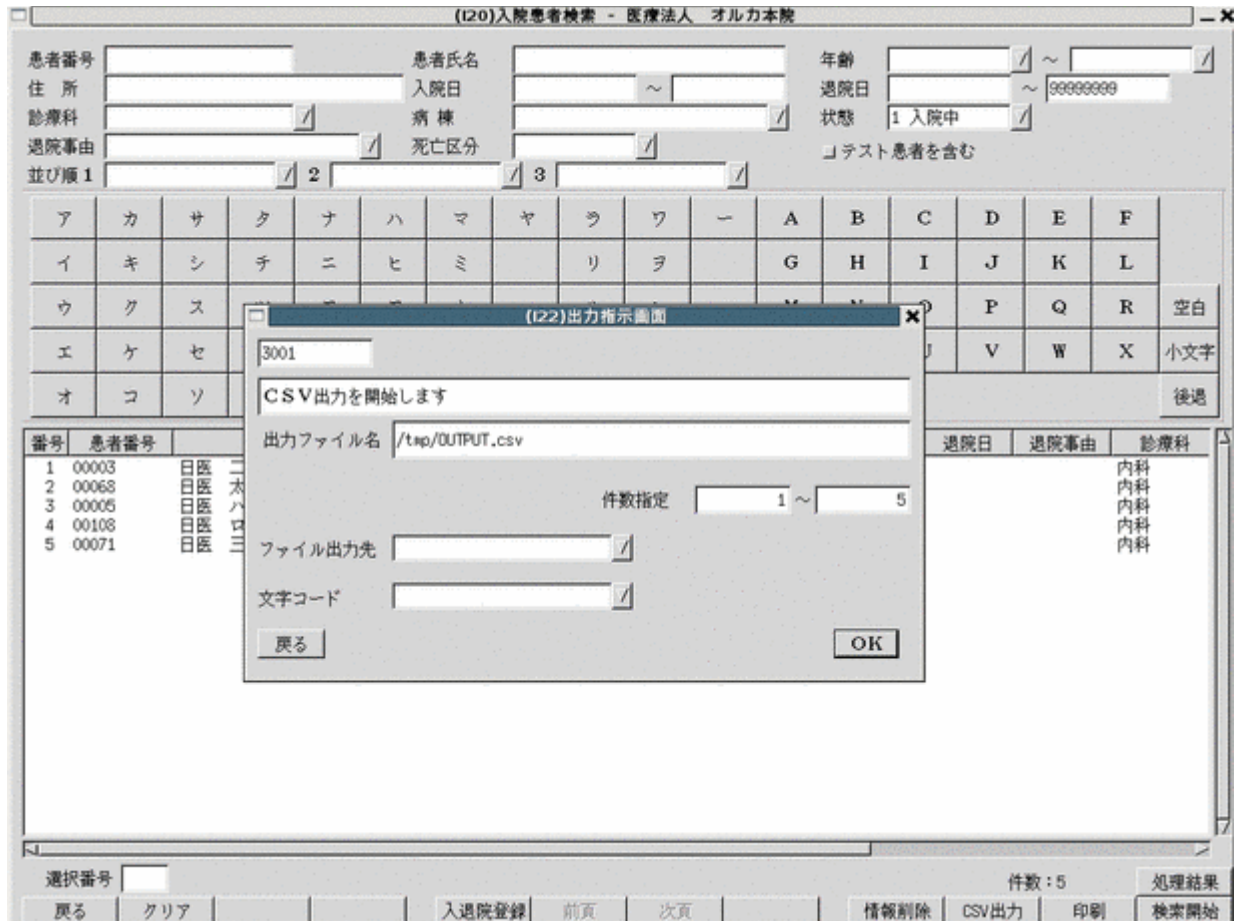 (I20)入院患者検索 - 医療法人 オルカ本院
患者番号 患者氏名 年齢 ～
住 所 入院日 ～ 退院日 ～ 99999999
診療科 病 棟 状態 1 入院中
退院事由 死亡区分 テスト患者を含む
並び順 1 2 3
ア カ サ タ ナ ハ マ ヤ ラ ワ ー A B C D E F
イ キ シ チ ニ ヒ ミ リ ヲ G H I J K L
ウ ク ス P Q R 空白
エ ケ セ V W X 小文字
オ コ ソ 後退
(I22)出力指示画面
3001
ＣＳＶ出力を開始します
出力ファイル名 /tmp/OUTPUT.csv
件数指定 1 ～ 5
ファイル出力先
文字コード
戻る OK
番号 患者番号 退院日 退院事由 診療科
1 00003 日医 二 内科
2 00068 日医 太 内科
3 00005 日医 ハ 内科
4 00108 日医 ロ 内科
5 00071 日医 三 内科
選択番号 件数：5 処理結果
戻る クリア 入退院登録 前頁 次頁 情報削除 CSV出力 印刷 検索開始